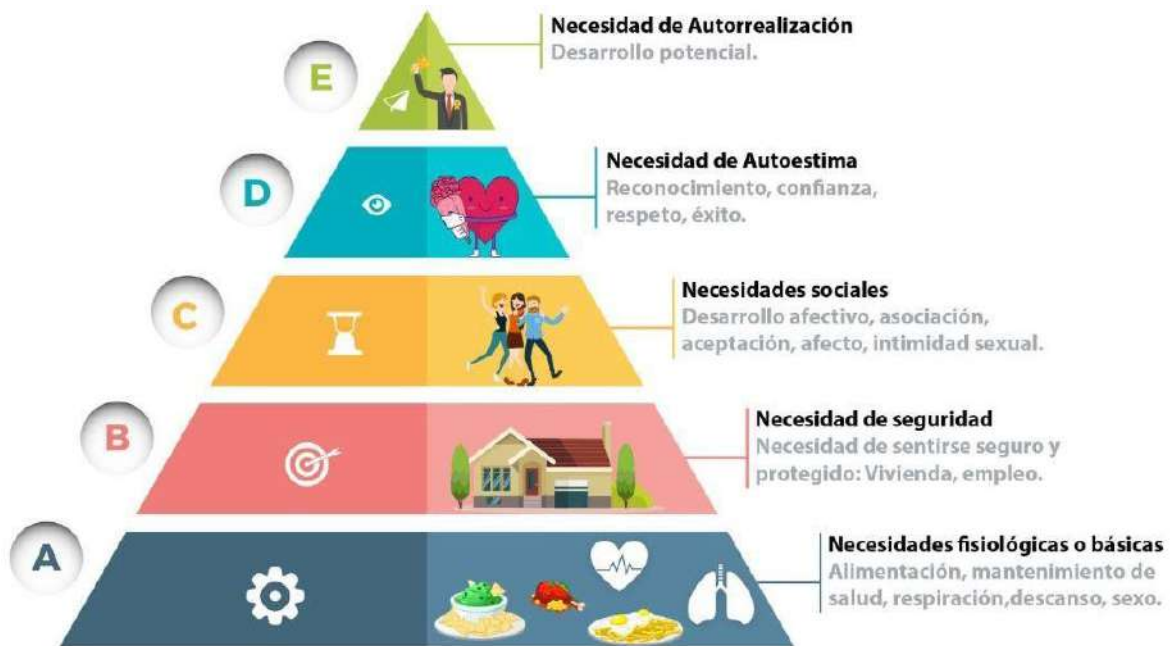 E
Necesidad de Autorrealización
Desarrollo potencial.
D
Necesidad de Autoestima
Reconocimiento, confianza,
respeto, éxito.
C
Necesidades sociales
Desarrollo afectivo, asociación,
aceptación, afecto, intimidad sexual.
B
Necesidad de seguridad
Necesidad de sentirse seguro y
protegido: Vivienda, empleo.
A
Necesidades fisiológicas o básicas
Alimentación, mantenimiento de
salud, respiración,descanso, sexo.